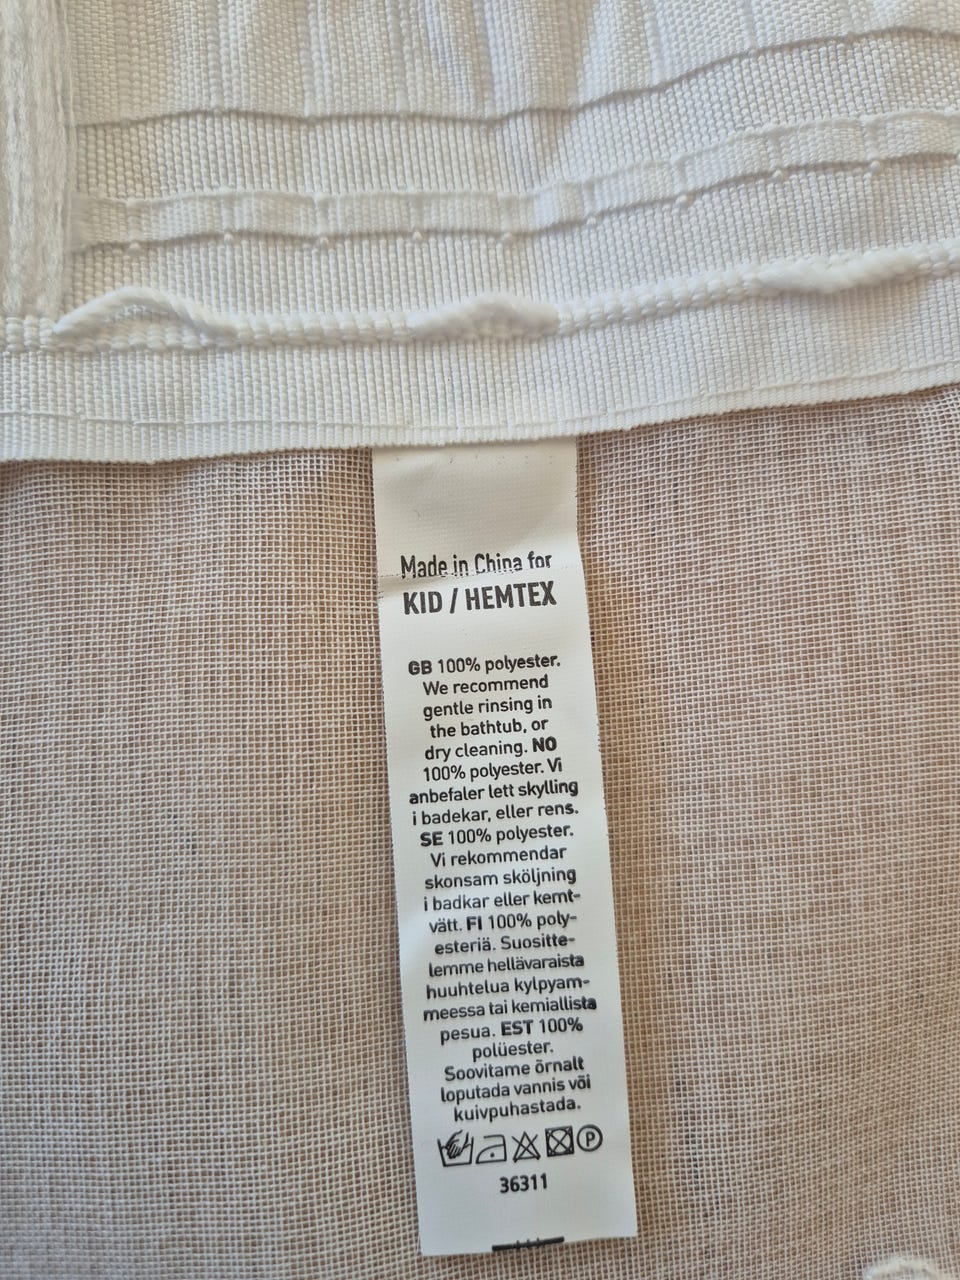 Made in China for
KID / HEMTEX
GB 100% polyester.
We recommend
gentle rinsing in
the bathtub, or
dry cleaning. NO
100% polyester. Vi
anbefaler lett skylling
i badekar, eller rens.
SE 100% polyester.
Vi rekommendar
skonsam sköljning
i badkar eller kemt-
vätt. FI 100% poly-
esteriä. Suositte-
lemme hellävaraista
huuhtelua kylpyam-
meessa tai kemiallista
pesua. EST 100%
polüester.
Soovitame õrnalt
loputada vannis või
kuivpuhastada.
P
36311